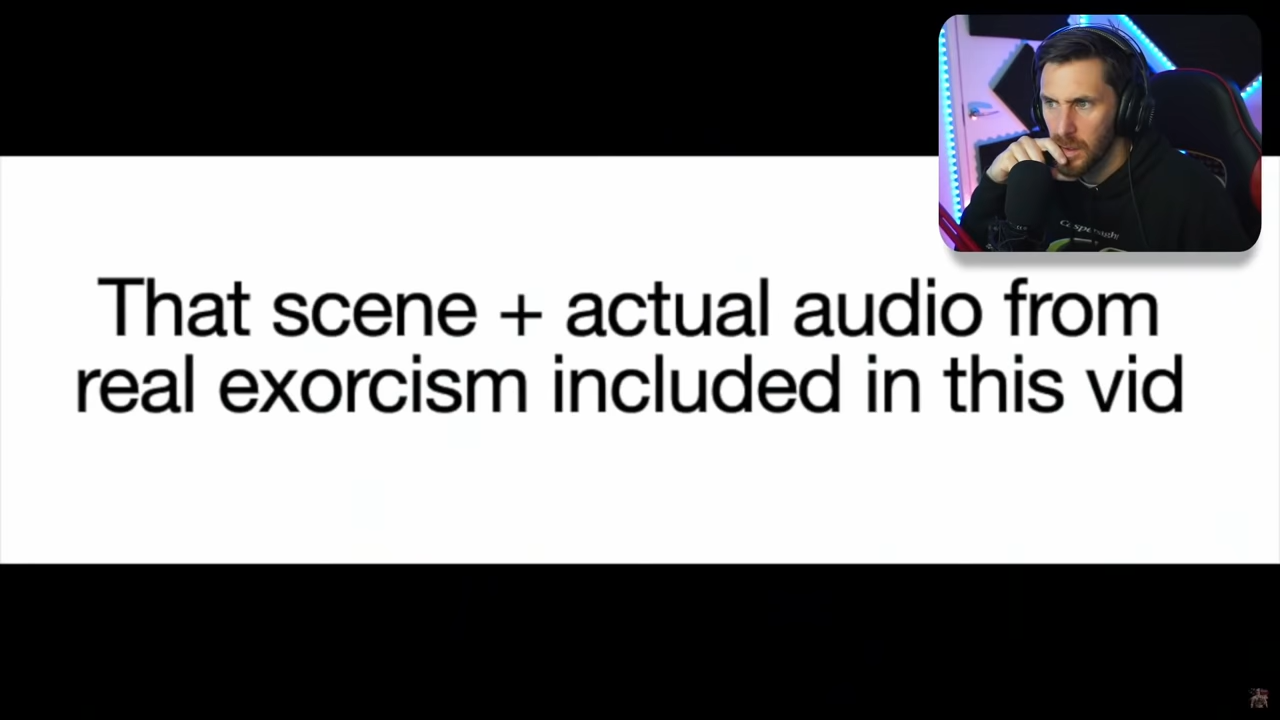 That scene + actual audio from
real exorcism included in this vid